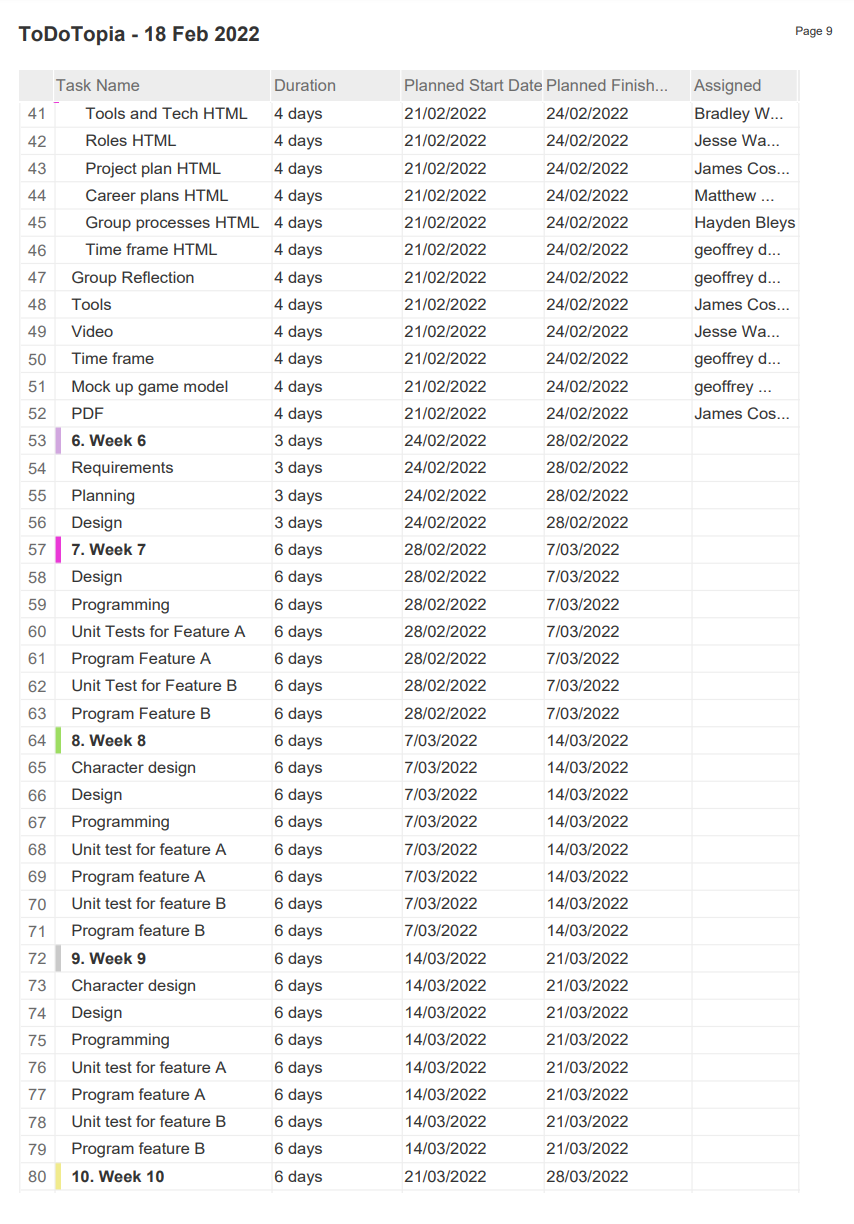 ToDoTopia - 18 Feb 2022 Page 9
Task Name Duration Planned Start Date Planned Finish... Assigned
41 Tools and Tech HTML 4 days 21/02/2022 24/02/2022 Bradley W...
42 Roles HTML 4 days 21/02/2022 24/02/2022 Jesse Wa...
43 Project plan HTML 4 days 21/02/2022 24/02/2022 James Cos...
44 Career plans HTML 4 days 21/02/2022 24/02/2022 Matthew ...
45 Group processes HTML 4 days 21/02/2022 24/02/2022 Hayden Bleys
46 Time frame HTML 4 days 21/02/2022 24/02/2022 geoffrey d...
47 Group Reflection 4 days 21/02/2022 24/02/2022 geoffrey d...
48 Tools 4 days 21/02/2022 24/02/2022 James Cos...
49 Video 4 days 21/02/2022 24/02/2022 Jesse Wa...
50 Time frame 4 days 21/02/2022 24/02/2022 geoffrey d...
51 Mock up game model 4 days 21/02/2022 24/02/2022 geoffrey ...
52 PDF 4 days 21/02/2022 24/02/2022 James Cos...
53 6. Week 6 3 days 24/02/2022 28/02/2022
54 Requirements 3 days 24/02/2022 28/02/2022
55 Planning 3 days 24/02/2022 28/02/2022
56 Design 3 days 24/02/2022 28/02/2022
57 7. Week 7 6 days 28/02/2022 7/03/2022
58 Design 6 days 28/02/2022 7/03/2022
59 Programming 6 days 28/02/2022 7/03/2022
60 Unit Tests for Feature A 6 days 28/02/2022 7/03/2022
61 Program Feature A 6 days 28/02/2022 7/03/2022
62 Unit Test for Feature B 6 days 28/02/2022 7/03/2022
63 Program Feature B 6 days 28/02/2022 7/03/2022
64 8. Week 8 6 days 7/03/2022 14/03/2022
65 Character design 6 days 7/03/2022 14/03/2022
66 Design 6 days 7/03/2022 14/03/2022
67 Programming 6 days 7/03/2022 14/03/2022
68 Unit test for feature A 6 days 7/03/2022 14/03/2022
69 Program feature A 6 days 7/03/2022 14/03/2022
70 Unit test for feature B 6 days 7/03/2022 14/03/2022
71 Program feature B 6 days 7/03/2022 14/03/2022
72 9. Week 9 6 days 14/03/2022 21/03/2022
73 Character design 6 days 14/03/2022 21/03/2022
74 Design 6 days 14/03/2022 21/03/2022
75 Programming 6 days 14/03/2022 21/03/2022
76 Unit test for feature A 6 days 14/03/2022 21/03/2022
77 Program feature A 6 days 14/03/2022 21/03/2022
78 Unit test for feature B 6 days 14/03/2022 21/03/2022
79 Program feature B 6 days 14/03/2022 21/03/2022
80 10. Week 10 6 days 21/03/2022 28/03/2022